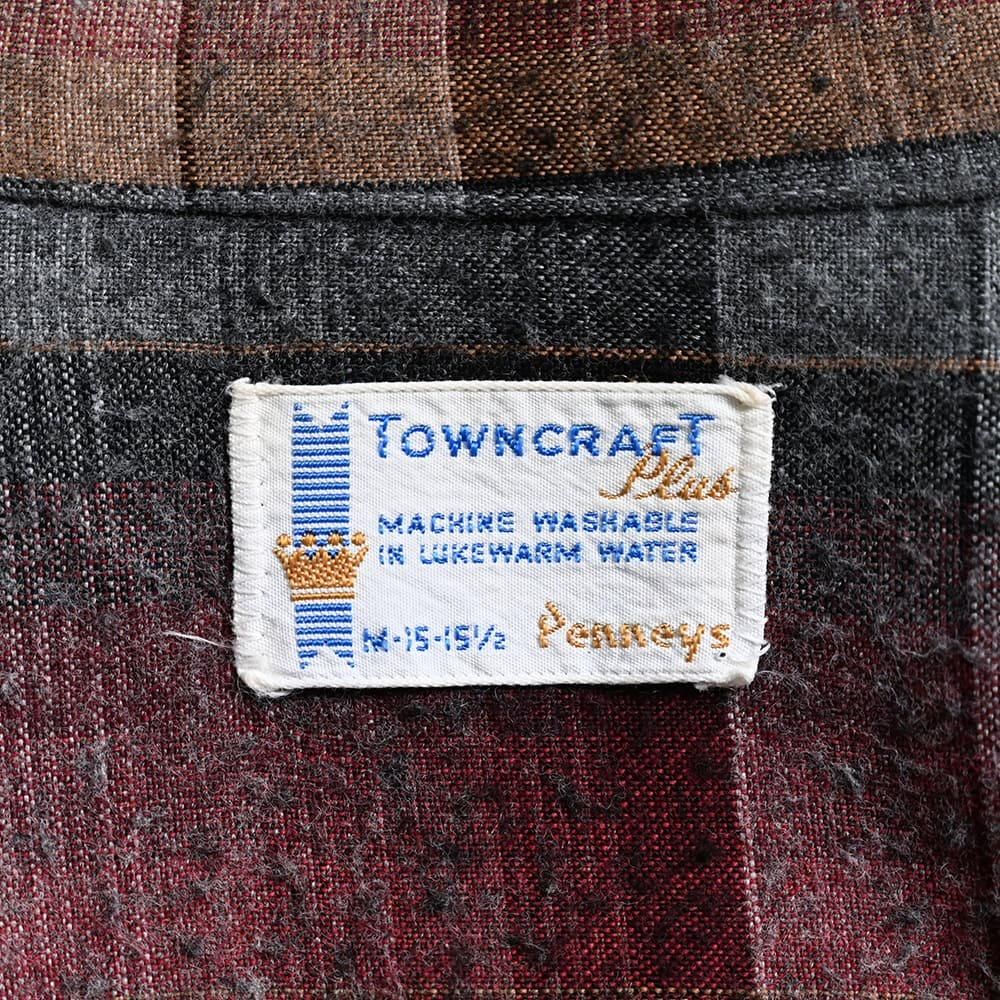 TOWNCRAFT
Plus
MACHINE WASHABLE
IN LUKEWARM WATER
M-15-15½ Penneys